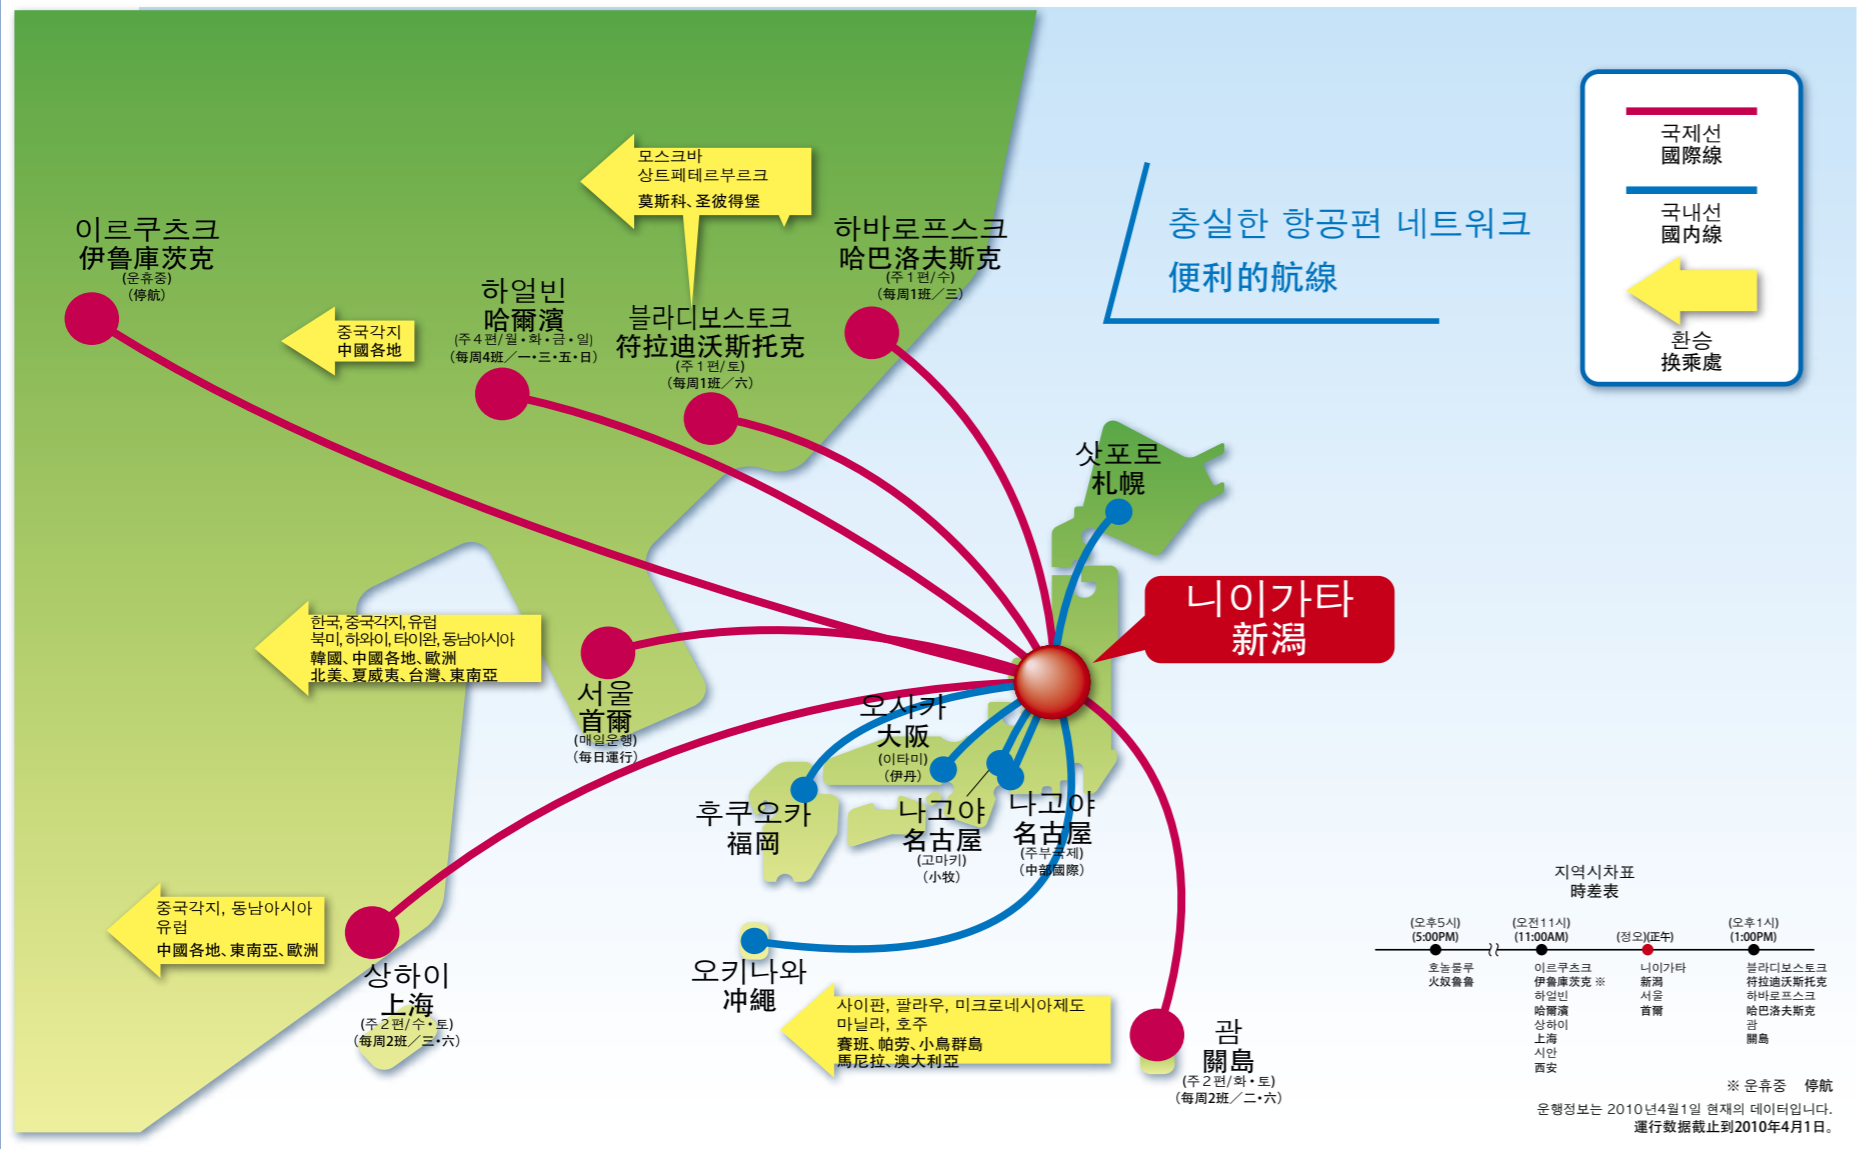 충실한 항공편 네트워크
便利的航線
국제선
國際線
국내선
國内線
환승
換乘處
모스크바
상트페테르부르크
莫斯科、圣彼得堡
이르쿠츠크
伊鲁庫茨克
(운휴중)
(停航)
중국각지
中國各地
하얼빈
哈爾濱
(주4편/월・화・금・일)
(每周4班／一・三・五・日)
블라디보스토크
符拉迪沃斯托克
(주1편/토)
(每周1班／六)
하바로프스크
哈巴洛夫斯克
(주1편/수)
(每周1班／三)
삿포로
札幌
니이가타
新潟
한국, 중국각지, 유럽
북미, 하와이, 타이완, 동남아시아
韓國、中國各地、歐洲
北美、夏威夷、台灣、東南亞
서울
首爾
(매일운행)
(每日運行)
오사카
大阪
(이타미)
(伊丹)
후쿠오카
福岡
나고야
名古屋
(고마키)
(小牧)
나고야
名古屋
(주부국제)
(中部國際)
중국각지, 동남아시아
유럽
中國各地、東南亞、歐洲
상하이
上海
(주2편/수・토)
(每周2班／三・六)
오키나와
冲繩
사이판, 팔라우, 미크로네시아제도
마닐라, 호주
賽班、帕劳、小鳥群島
馬尼拉、澳大利亞
괌
關島
(주2편/화・토)
(每周2班／二・六)
지역시차표
時差表
(오후5시)
(5:00PM)
호놀룰루
火奴鲁鲁
(오전11시)
(11:00AM)
이르쿠츠크
伊鲁庫茨克 ※
하얼빈
哈爾濱
상하이
上海
시안
西安
(정오)(正午)
니이가타
新潟
서울
首爾
(오후1시)
(1:00PM)
블라디보스토크
符拉迪沃斯托克
하바로프스크
哈巴洛夫斯克
괌
關島
※ 운휴중 停航
운행정보는 2010년4월1일 현재의 데이터입니다.
運行数据截止到2010年4月1日。